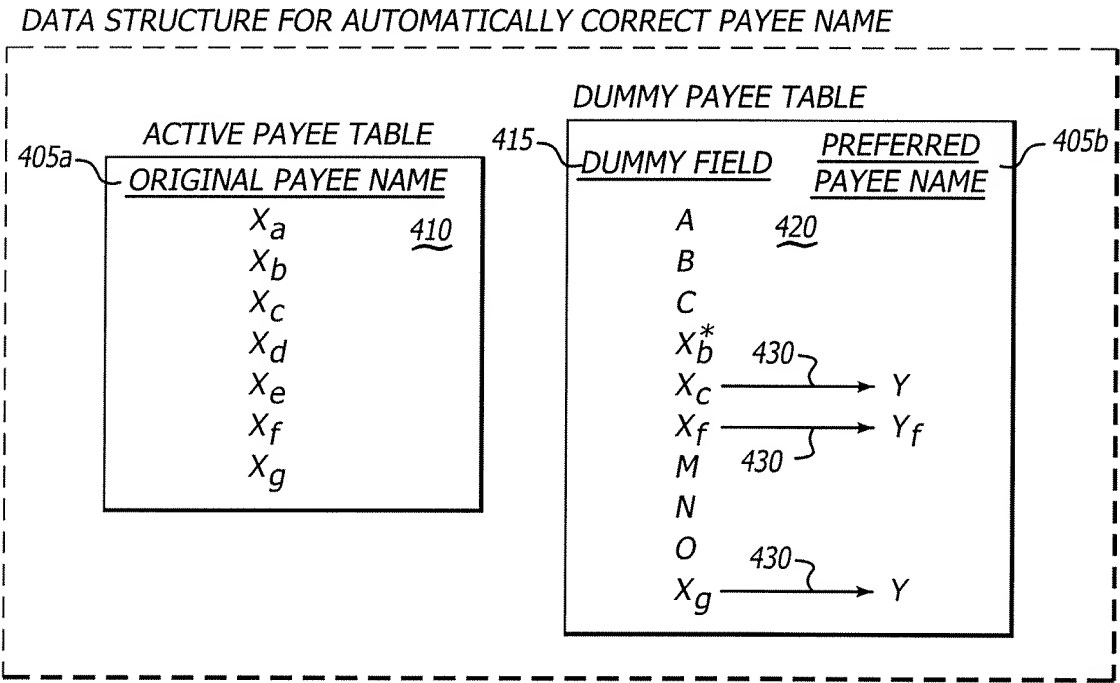 DATA STRUCTURE FOR AUTOMATICALLY CORRECT PAYEE NAME
ACTIVE PAYEE TABLE
405a
ORIGINAL PAYEE NAME
410
Xa
Xb
Xc
Xd
Xe
Xf
Xg
DUMMY PAYEE TABLE
415
DUMMY FIELD
PREFERRED
PAYEE NAME
405b
420
A
B
C
Xb*
Xc 430 Y
Xf 430 Yf
M
N
O
Xg 430 Y